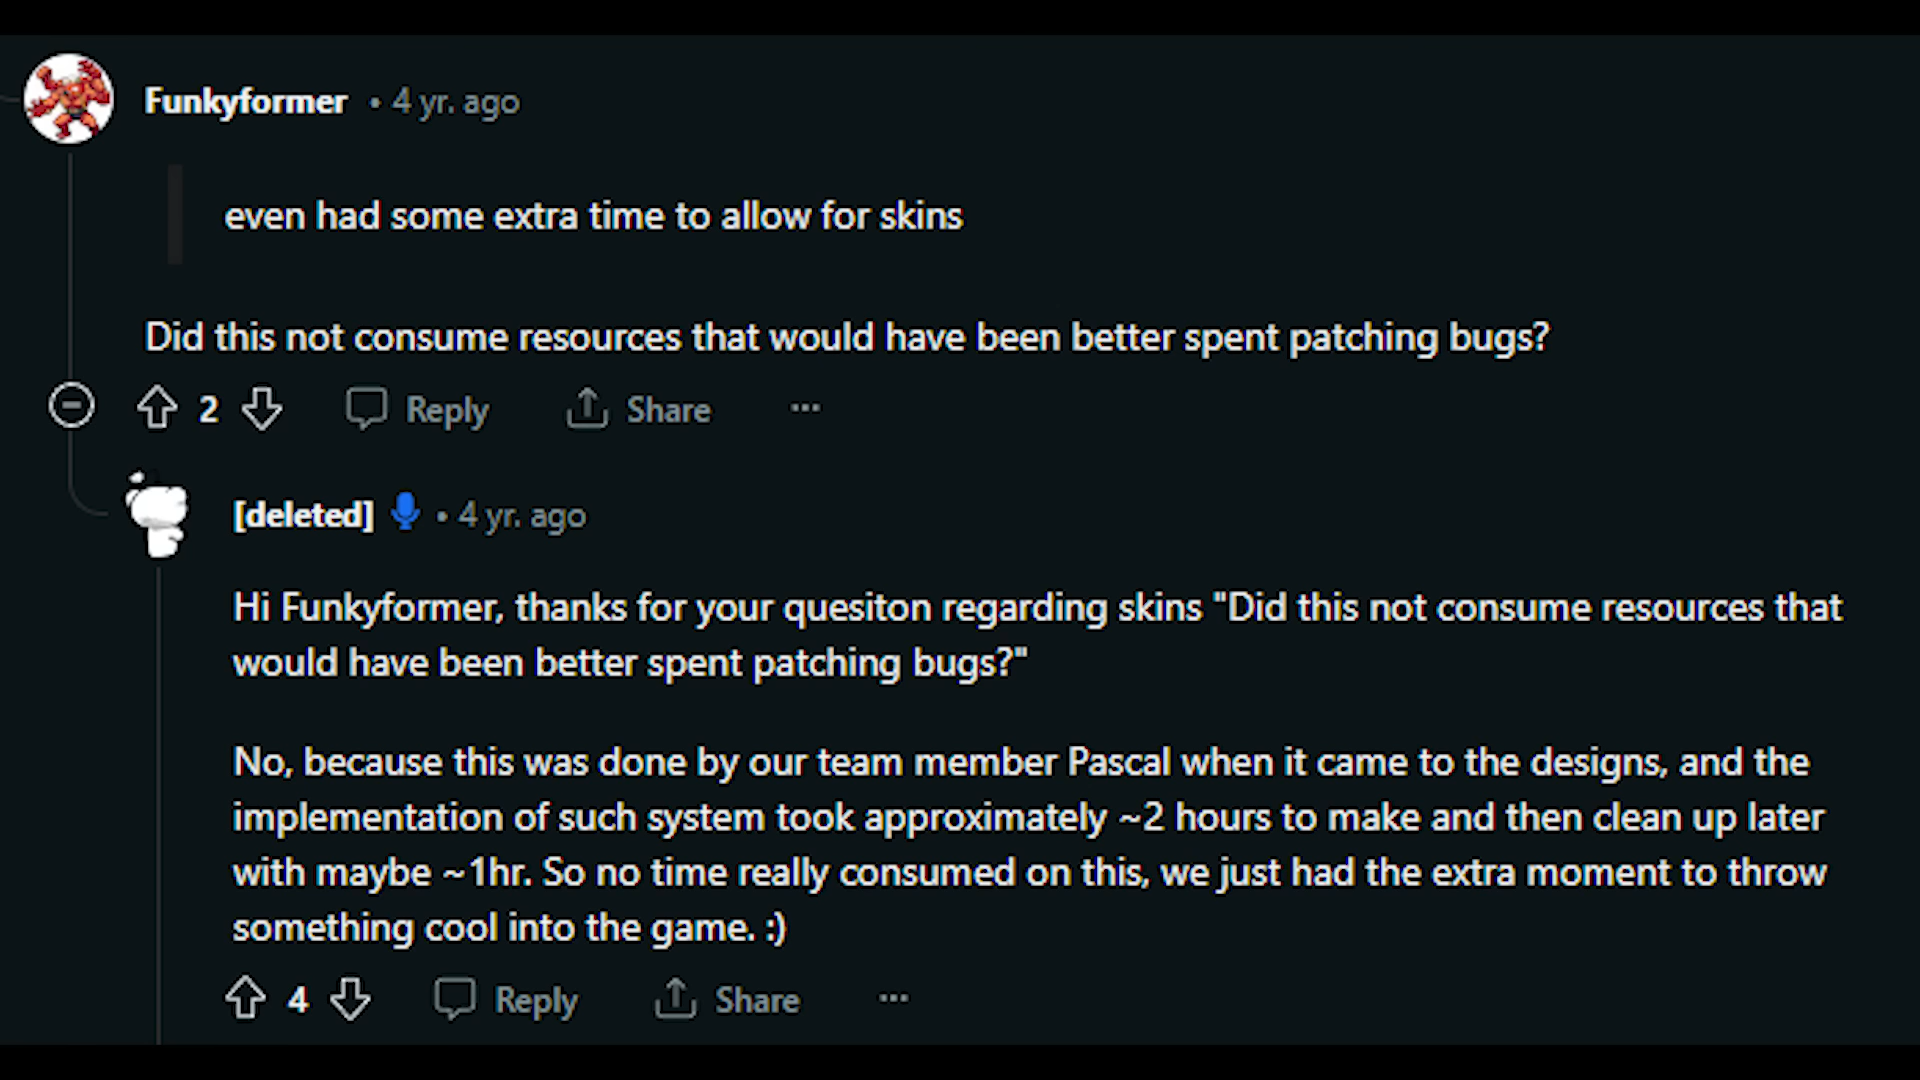 Funkyformer • 4 yr. ago
even had some extra time to allow for skins
Did this not consume resources that would have been better spent patching bugs?
2 Reply Share ...
[deleted] • 4 yr. ago
Hi Funkyformer, thanks for your quesiton regarding skins "Did this not consume resources that
would have been better spent patching bugs?"
No, because this was done by our team member Pascal when it came to the designs, and the
implementation of such system took approximately ~2 hours to make and then clean up later
with maybe ~1hr. So no time really consumed on this, we just had the extra moment to throw
something cool into the game. :)
4 Reply Share ...